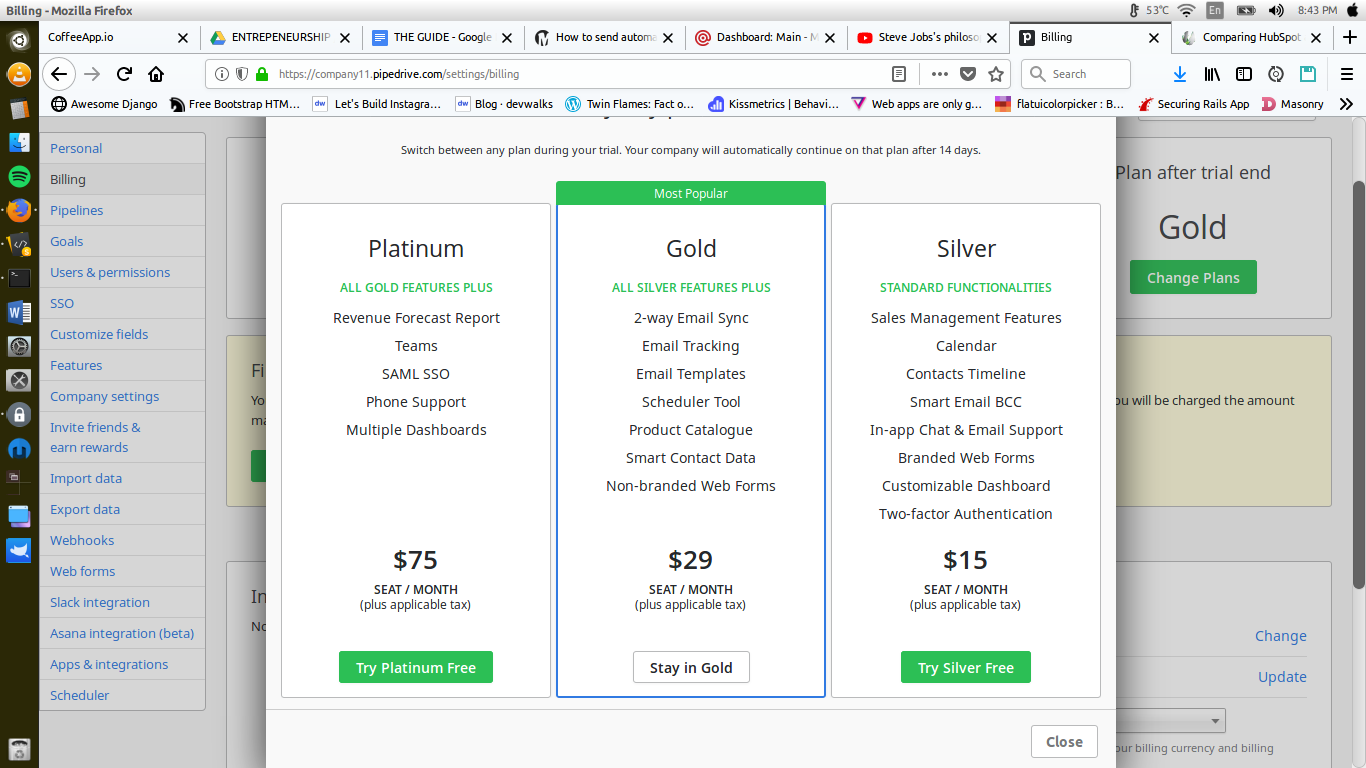 Billing - Mozilla Firefox
53°C
En
8:43 PM
CoffeeApp.io
ENTREPENEURSHIP
THE GUIDE - Google
How to send automa
Dashboard: Main - M
Steve Jobs's philoso
Billing
Comparing HubSpot
https://company11.pipedrive.com/settings/billing
Search
Awesome Django
Free Bootstrap HTM...
Let's Build Instagra...
Blog · devwalks
Twin Flames: Fact o...
Kissmetrics | Behavi...
Web apps are only g...
flatuicolorpicker : B...
Securing Rails App
Masonry
Personal
Billing
Pipelines
Goals
Users & permissions
SSO
Customize fields
Features
Company settings
Invite friends &
earn rewards
Import data
Export data
Webhooks
Web forms
Slack integration
Asana integration (beta)
Apps & integrations
Scheduler
Switch between any plan during your trial. Your company will automatically continue on that plan after 14 days.
Platinum
ALL GOLD FEATURES PLUS
Revenue Forecast Report
Teams
SAML SSO
Phone Support
Multiple Dashboards
$75
SEAT / MONTH
(plus applicable tax)
Try Platinum Free
Most Popular
Gold
ALL SILVER FEATURES PLUS
2-way Email Sync
Email Tracking
Email Templates
Scheduler Tool
Product Catalogue
Smart Contact Data
Non-branded Web Forms
$29
SEAT / MONTH
(plus applicable tax)
Stay in Gold
Silver
STANDARD FUNCTIONALITIES
Sales Management Features
Calendar
Contacts Timeline
Smart Email BCC
In-app Chat & Email Support
Branded Web Forms
Customizable Dashboard
Two-factor Authentication
$15
SEAT / MONTH
(plus applicable tax)
Try Silver Free
Close
Plan after trial end
Gold
Change Plans
Fi
Yo
ma
ou will be charged the amount
In
No
Change
Update
our billing currency and billing